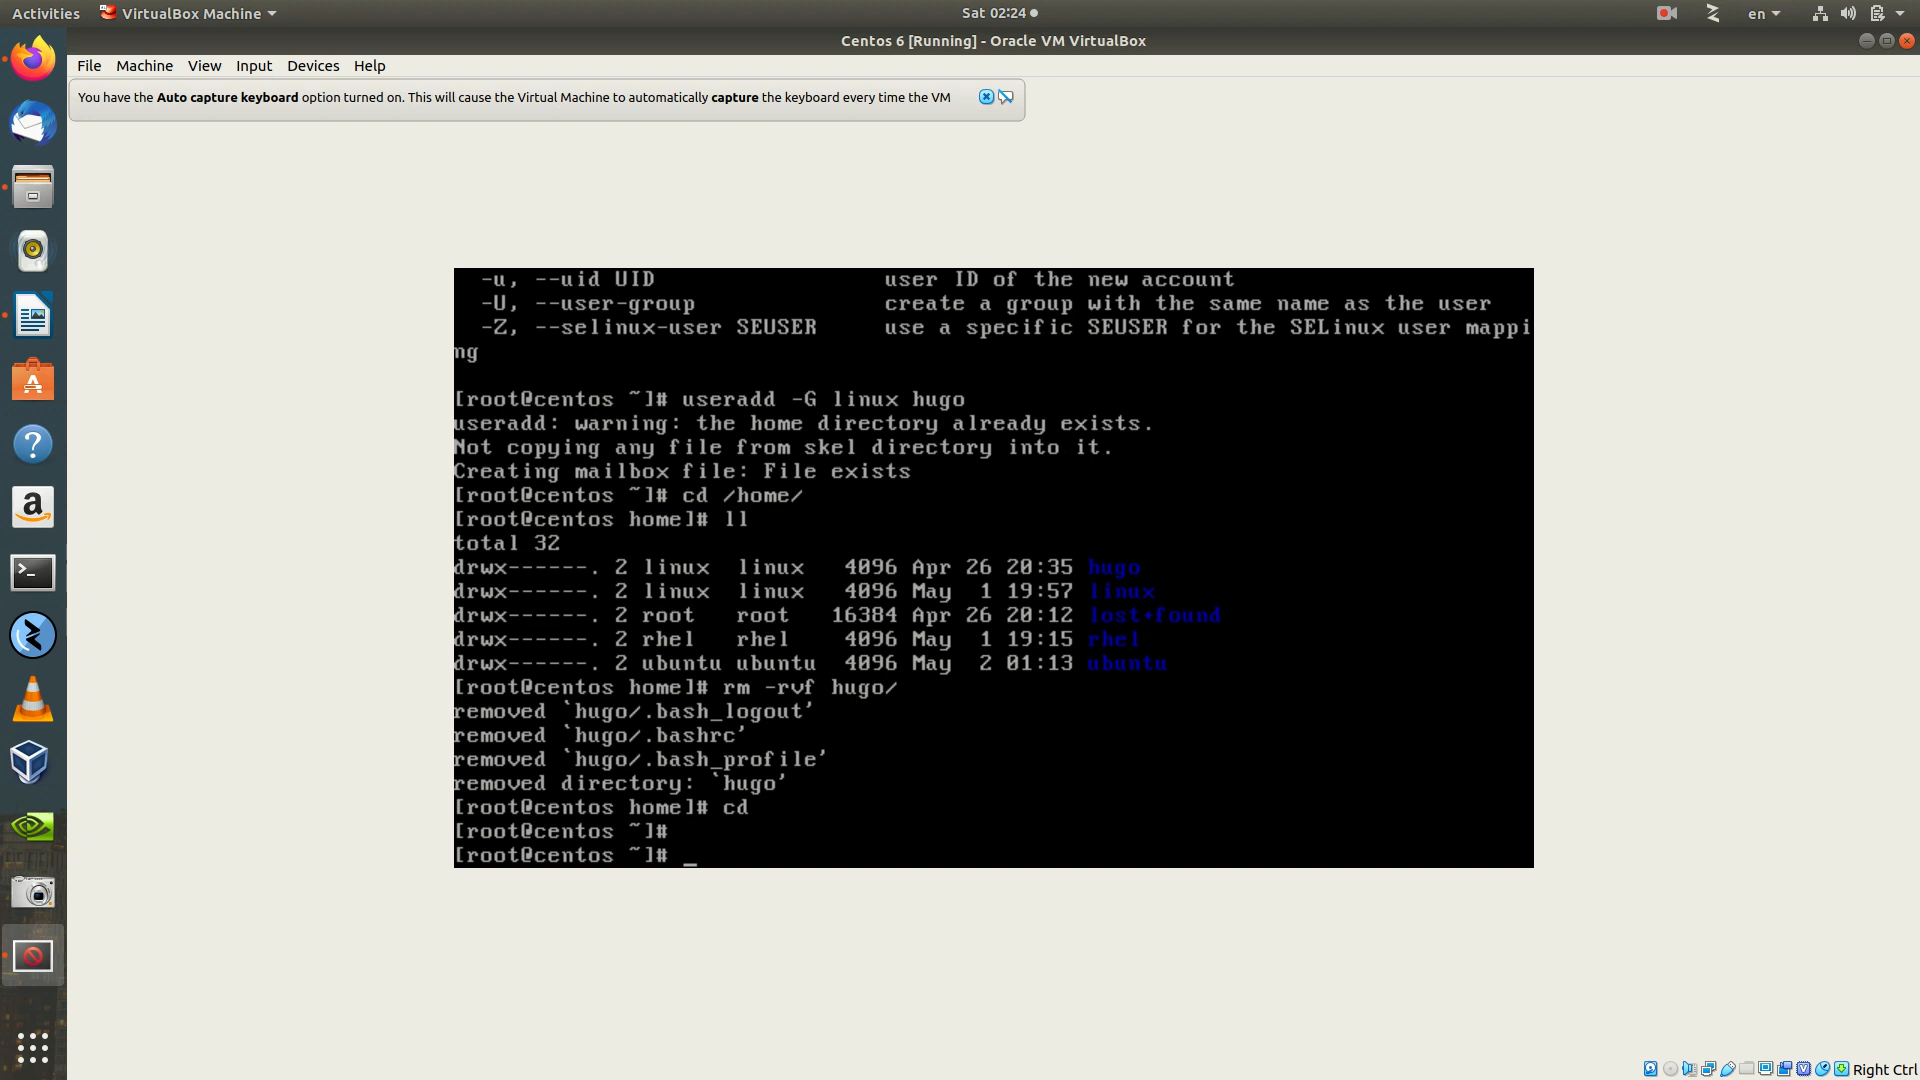 Activities
VirtualBox Machine
Sat 02:24
en
Centos 6 [Running] - Oracle VM VirtualBox
File Machine View Input Devices Help
You have the Auto capture keyboard option turned on. This will cause the Virtual Machine to automatically capture the keyboard every time the VM
-u, --uid UID                 user ID of the new account
-U, --user-group              create a group with the same name as the user
-Z, --selinux-user SEUSER     use a specific SEUSER for the SELinux user mappi
ng
[root@centos ~]# useradd -G linux hugo
useradd: warning: the home directory already exists.
Not copying any file from skel directory into it.
Creating mailbox file: File exists
[root@centos ~]# cd /home/
[root@centos home]# ll
total 32
drwx------. 2 linux  linux   4096 Apr 26 20:35 hugo
drwx------. 2 linux  linux   4096 May  1 19:57 linux
drwx------. 2 root   root   16384 Apr 26 20:12 lost+found
drwx------. 2 rhel   rhel    4096 May  1 19:15 rhel
drwx------. 2 ubuntu ubuntu  4096 May  2 01:13 ubuntu
[root@centos home]# rm -rvf hugo/
removed `hugo/.bash_logout'
removed `hugo/.bashrc'
removed `hugo/.bash_profile'
removed directory: `hugo'
[root@centos home]# cd
[root@centos ~]#
[root@centos ~]# _
Right Ctrl